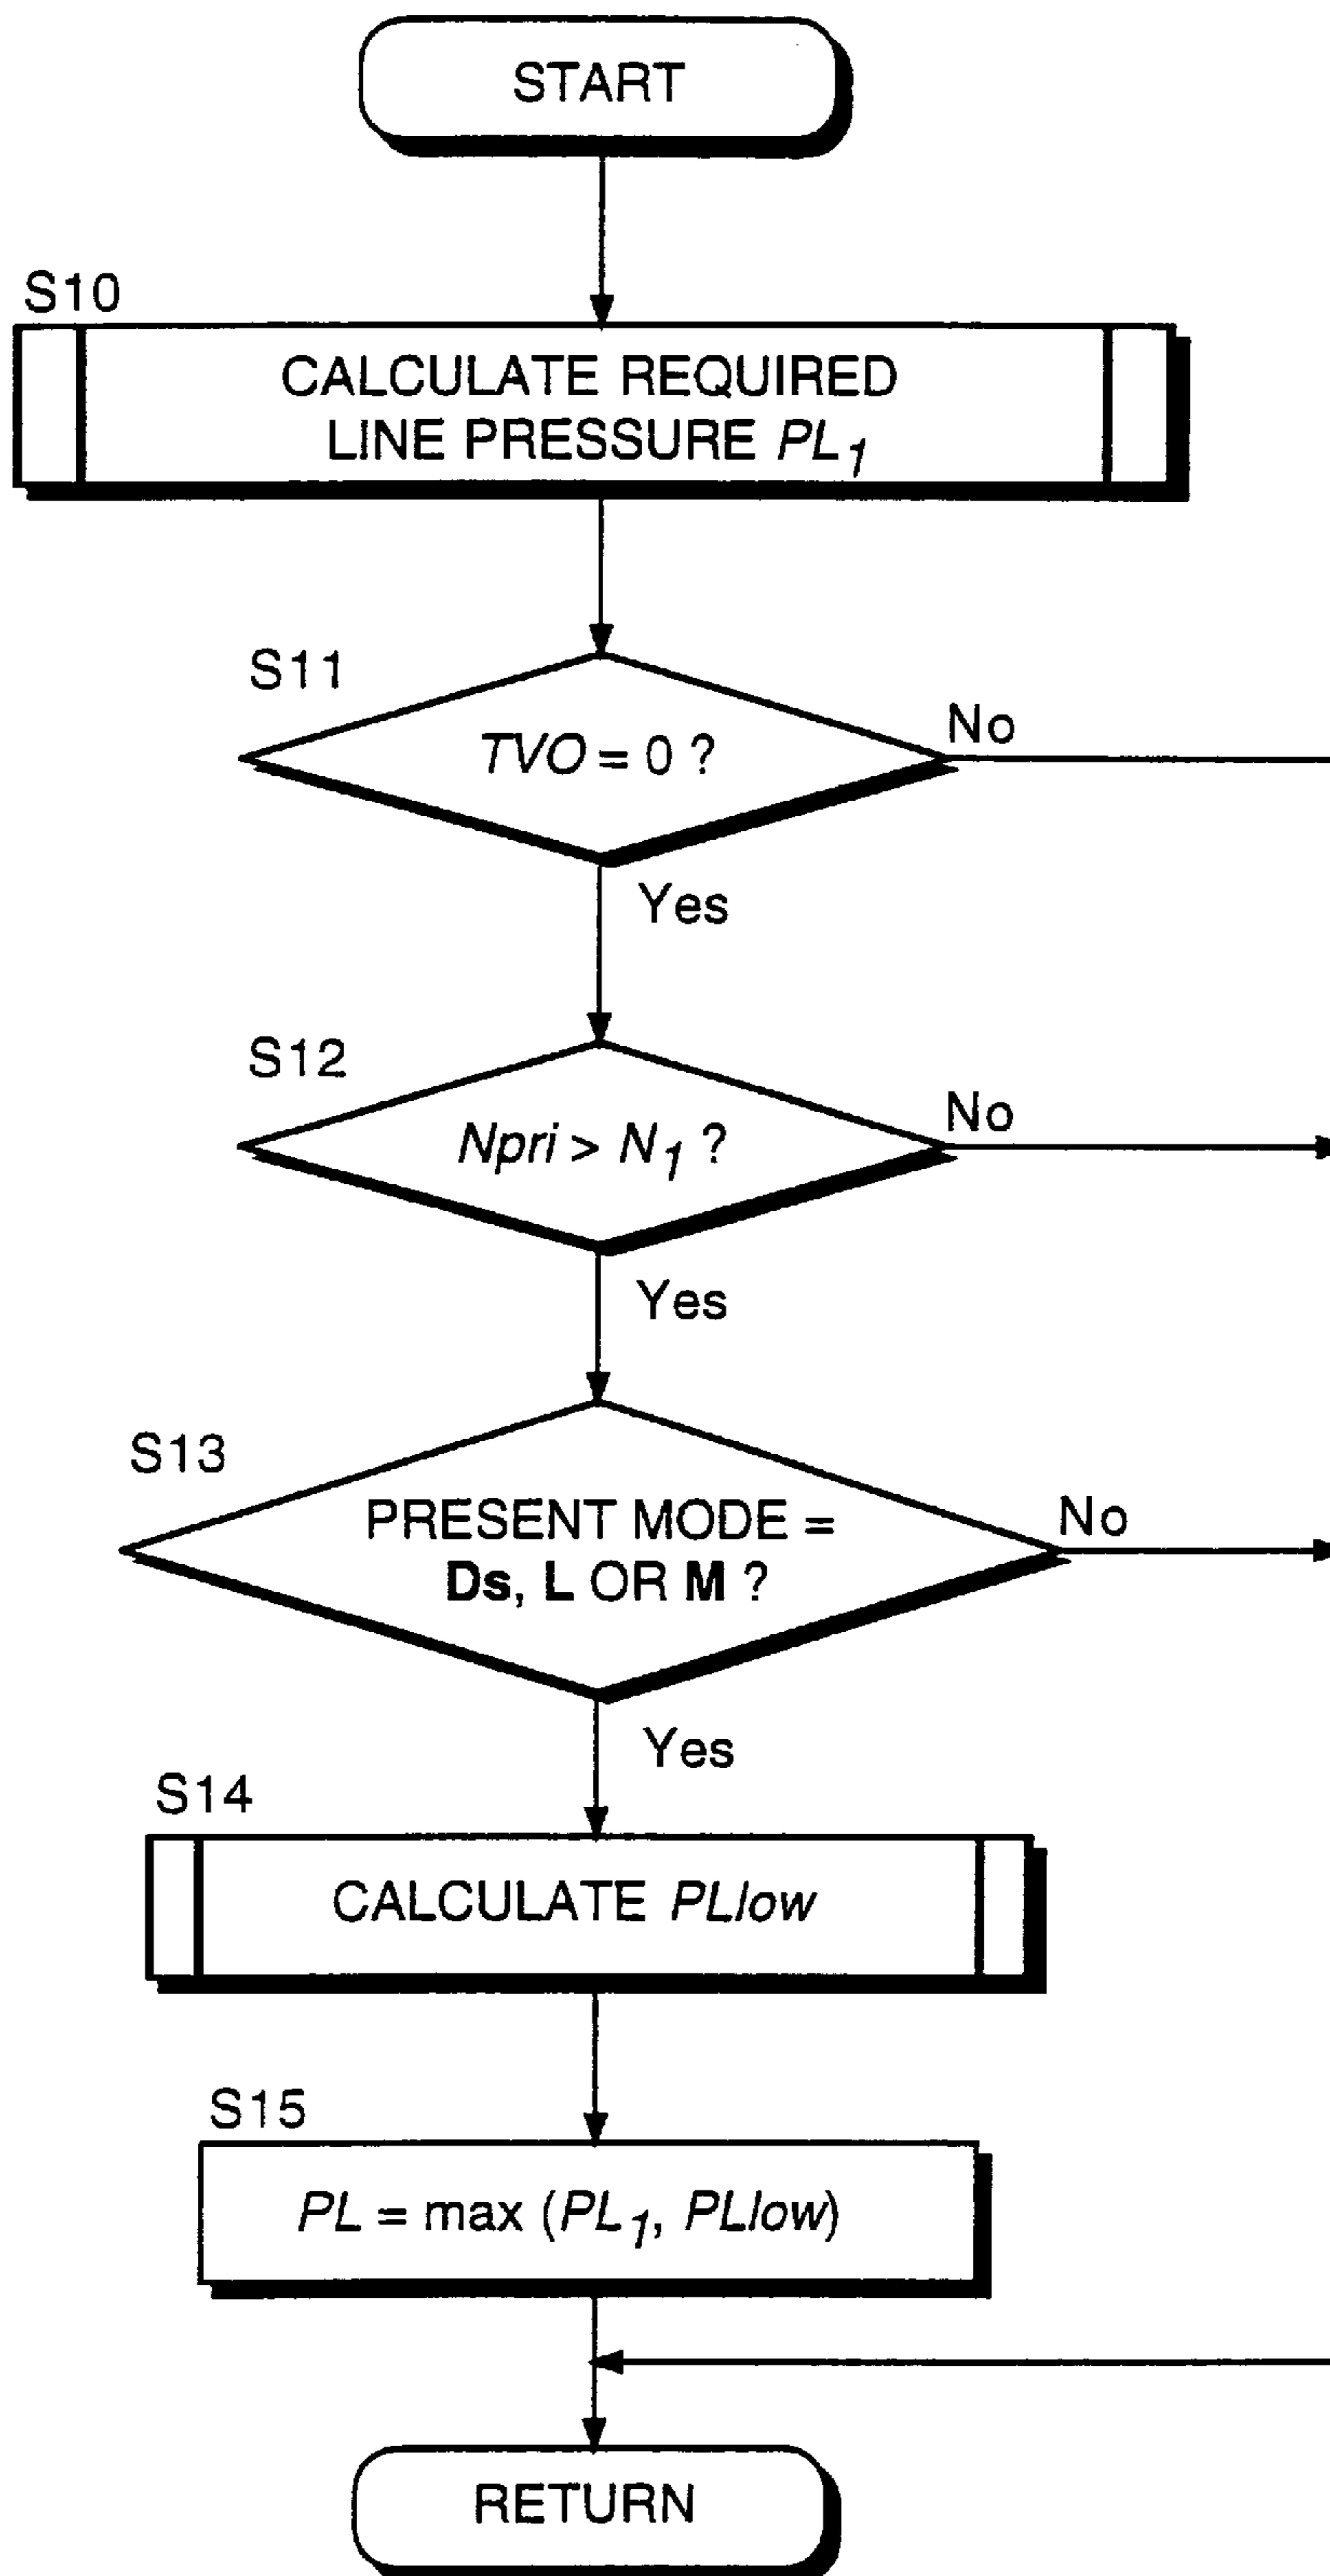 START
S10
CALCULATE REQUIRED
LINE PRESSURE PL₁
S11
TVO = 0 ?
No
Yes
S12
Npri > N₁ ?
No
Yes
S13
PRESENT MODE =
Ds, L OR M ?
No
Yes
S14
CALCULATE PLlow
S15
PL = max (PL₁, PLlow)
RETURN